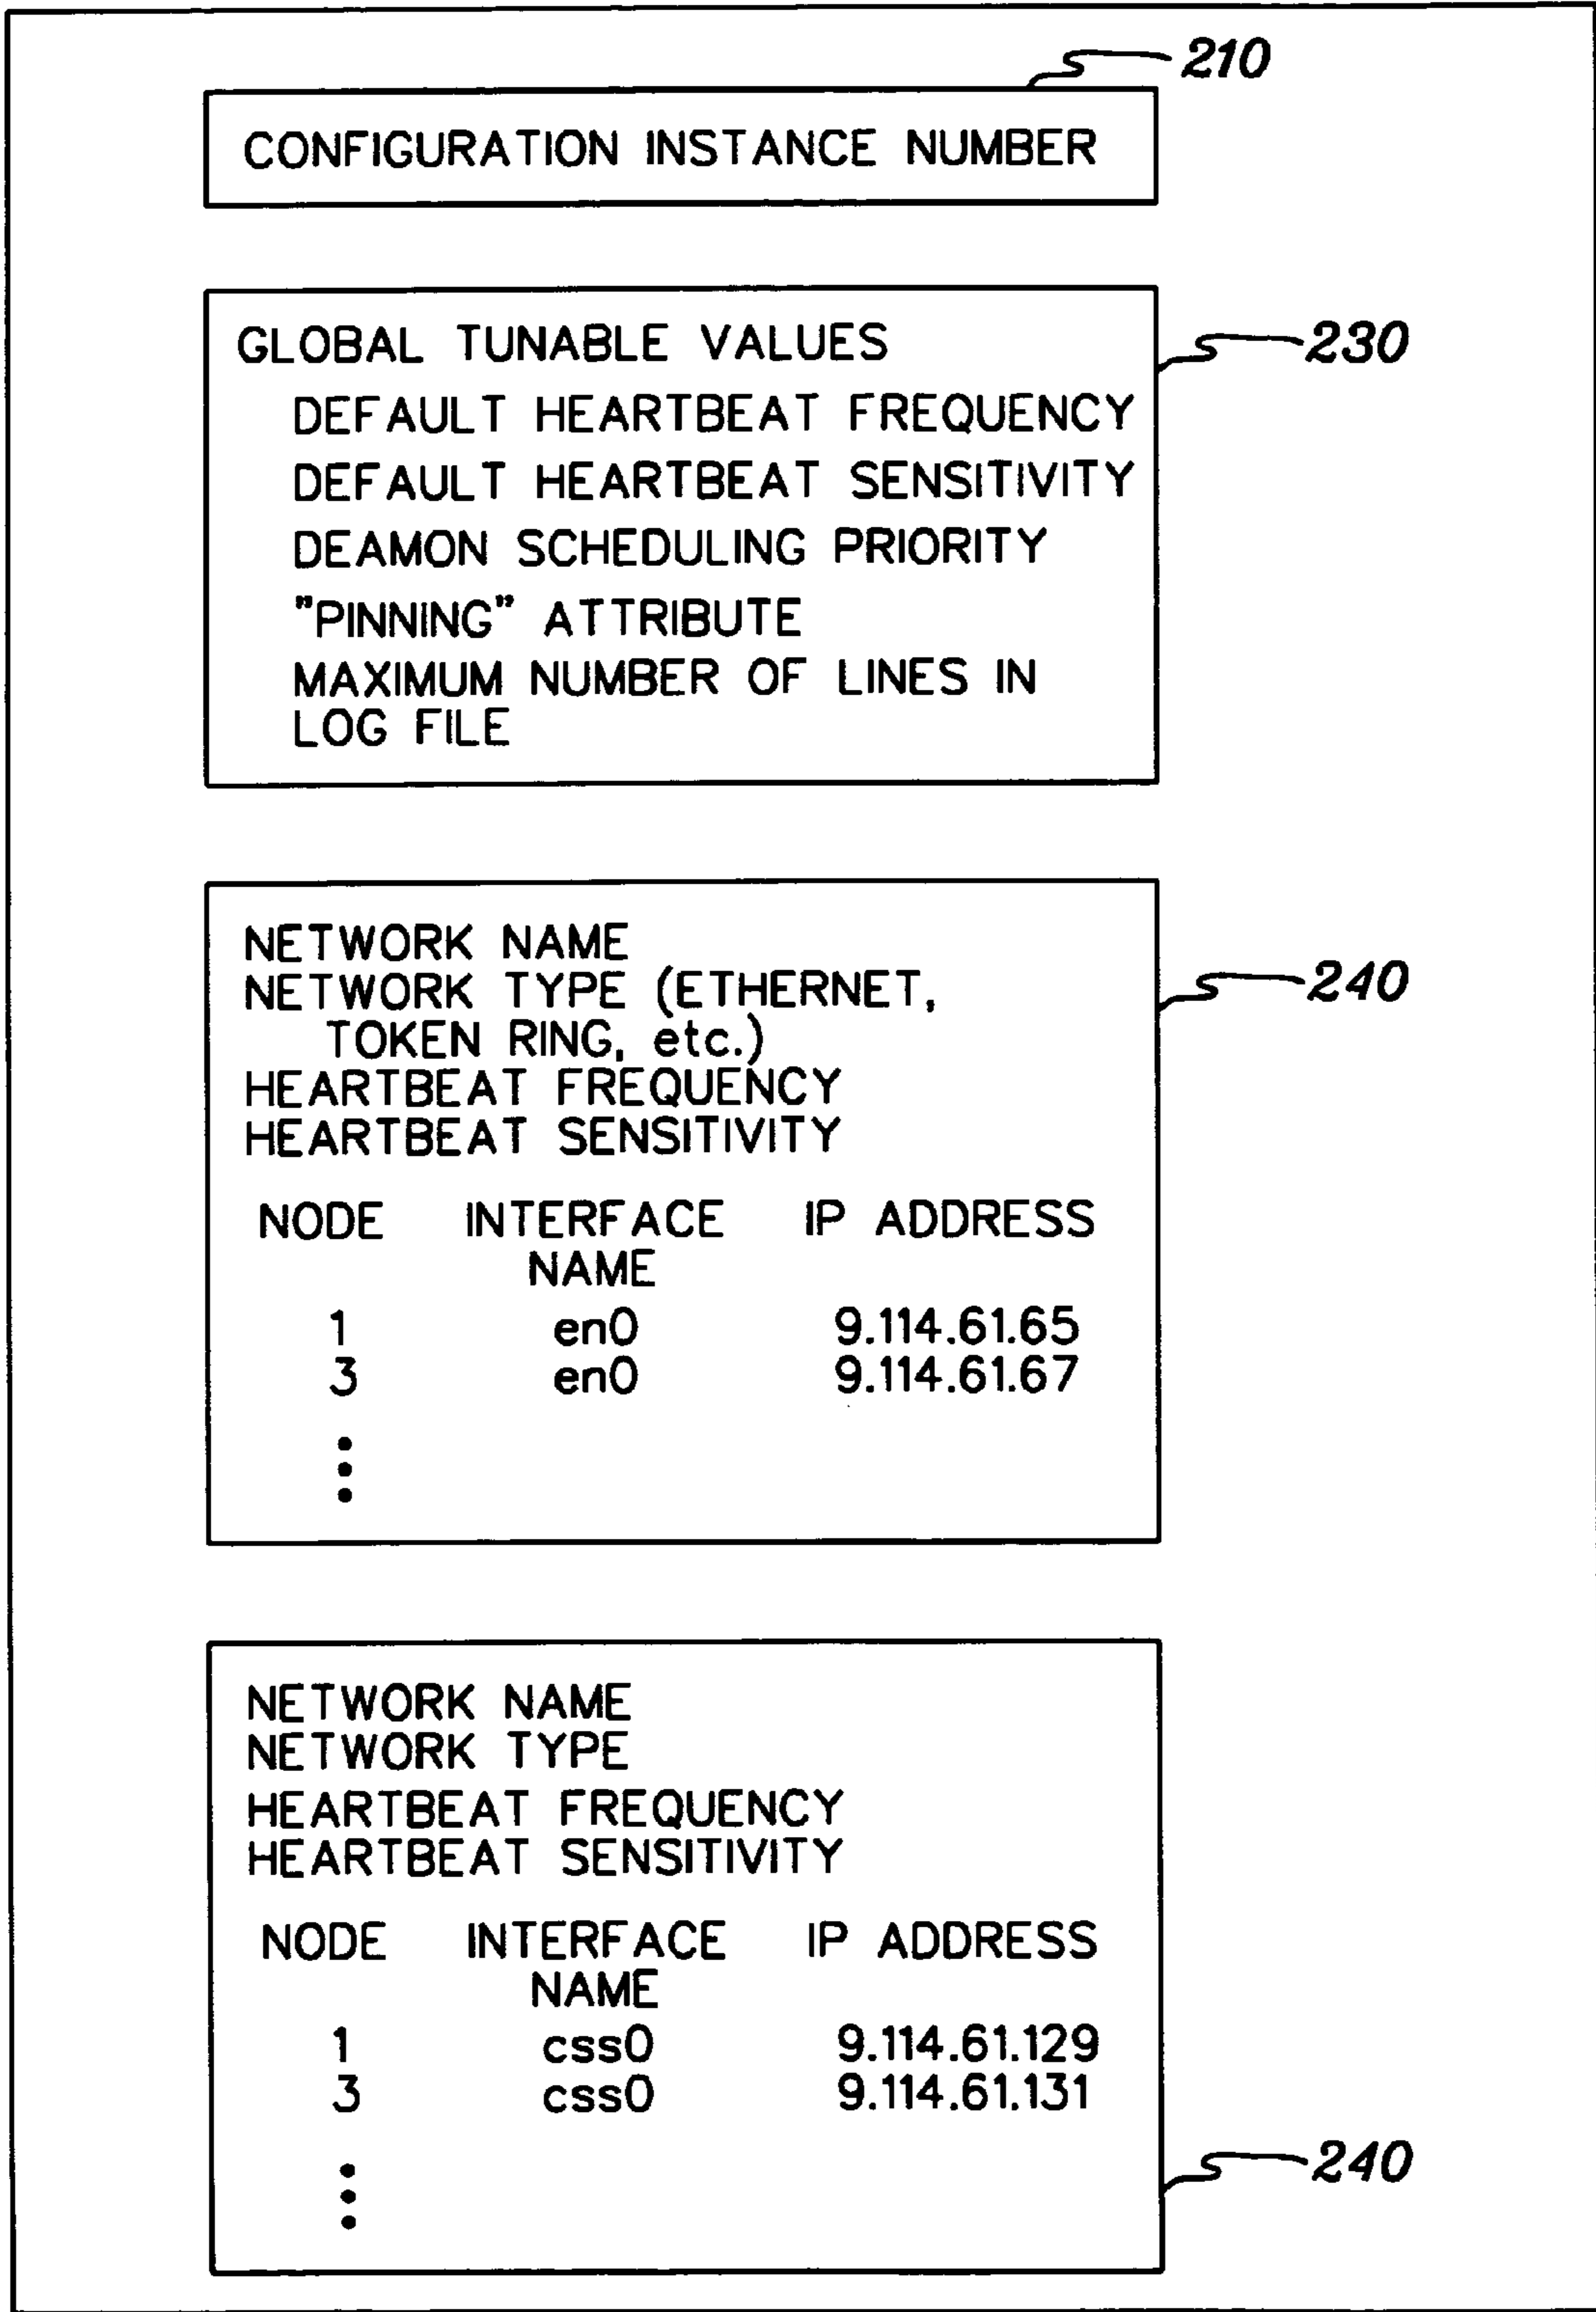 210
CONFIGURATION INSTANCE NUMBER
GLOBAL TUNABLE VALUES
230
DEFAULT HEARTBEAT FREQUENCY
DEFAULT HEARTBEAT SENSITIVITY
DEAMON SCHEDULING PRIORITY
"PINNING" ATTRIBUTE
MAXIMUM NUMBER OF LINES IN
LOG FILE
NETWORK NAME
NETWORK TYPE (ETHERNET,
240
TOKEN RING, etc.)
HEARTBEAT FREQUENCY
HEARTBEAT SENSITIVITY
NODE INTERFACE IP ADDRESS
NAME
1 en0 9.114.61.65
3 en0 9.114.61.67
NETWORK NAME
NETWORK TYPE
HEARTBEAT FREQUENCY
HEARTBEAT SENSITIVITY
NODE INTERFACE IP ADDRESS
NAME
1 css0 9.114.61.129
3 css0 9.114.61.131
240